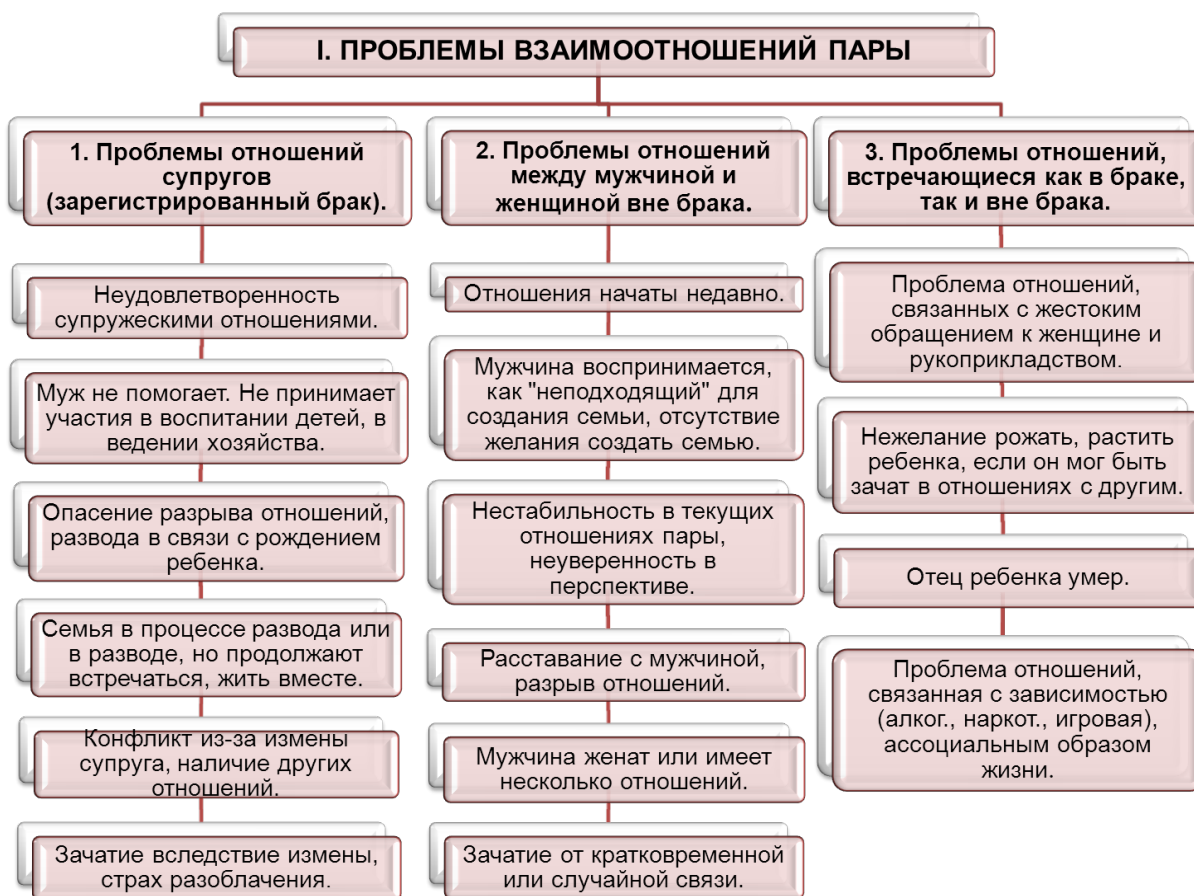 I. ПРОБЛЕМЫ ВЗАИМООТНОШЕНИЙ ПАРЫ
1. Проблемы отношений
супругов
(зарегистрированный брак).
Неудовлетворенность
супружескими отношениями.
Муж не помогает. Не принимает
участия в воспитании детей, в
ведении хозяйства.
Опасение разрыва отношений,
развода в связи с рождением
ребенка.
Семья в процессе развода или
в разводе, но продолжают
встречаться, жить вместе.
Конфликт из-за измены
супруга, наличие других
отношений.
Зачатие вследствие измены,
страх разоблачения.
2. Проблемы отношений
между мужчиной и
женщиной вне брака.
Отношения начаты недавно.
Мужчина воспринимается,
как "неподходящий" для
создания семьи, отсутствие
желания создать семью.
Нестабильность в текущих
отношениях пары,
неуверенность в
перспективе.
Расставание с мужчиной,
разрыв отношений.
Мужчина женат или имеет
несколько отношений.
Зачатие от кратковременной
или случайной связи.
3. Проблемы отношений,
встречающиеся как в браке,
так и вне брака.
Проблема отношений,
связанных с жестоким
обращением к женщине и
рукоприкладством.
Нежелание рожать, растить
ребенка, если он мог быть
зачат в отношениях с другим.
Отец ребенка умер.
Проблема отношений,
связанная с зависимостью
(алког., наркот., игровая),
ассоциальным образом
жизни.